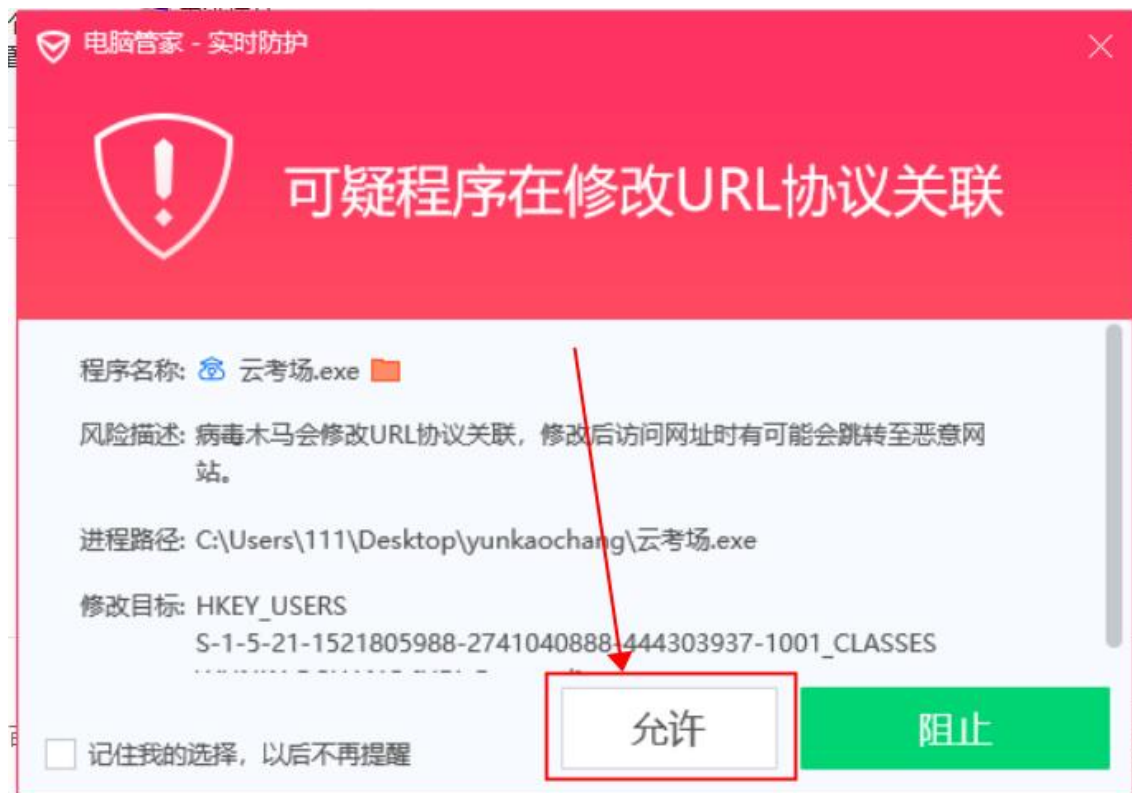 电脑管家 - 实时防护
可疑程序在修改URL协议关联
程序名称: 云考场.exe
风险描述: 病毒木马会修改URL协议关联，修改后访问网址时有可能会跳转至恶意网
站。
进程路径: C:\Users\111\Desktop\yunkaochang\云考场.exe
修改目标: HKEY_USERS
S-1-5-21-1521805988-2741040888-444303937-1001_CLASSES
记住我的选择，以后不再提醒
允许
阻止